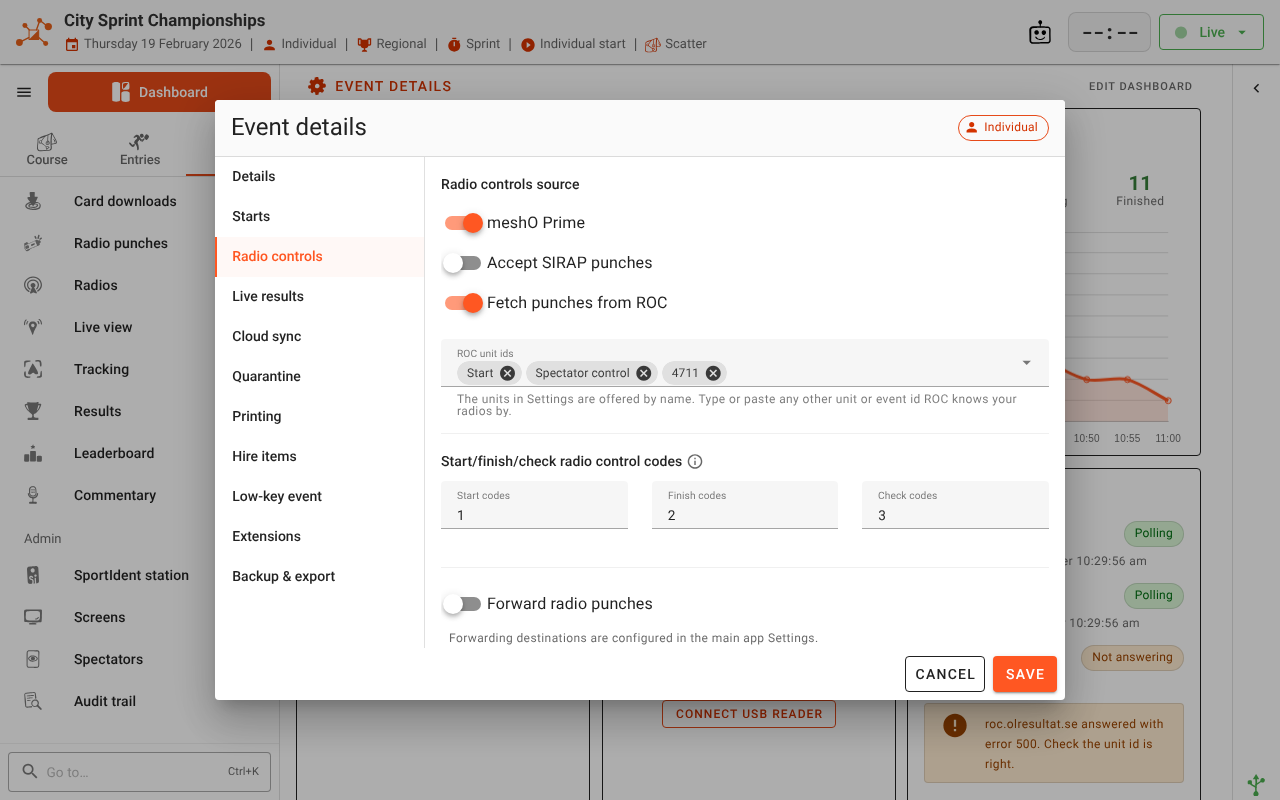 City Sprint Championships
Thursday 19 February 2026 | Individual | Regional | Sprint | Individual start | Scatter
--:--
Live
Dashboard
EVENT DETAILS
EDIT DASHBOARD
Course
Entries
Card downloads
Radio punches
Radios
Live view
Tracking
Results
Leaderboard
Commentary
Admin
SportIdent station
Screens
Spectators
Audit trail
Go to...
Ctrl+K
Event details
Individual
Details
Starts
Radio controls
Live results
Cloud sync
Quarantine
Printing
Hire items
Low-key event
Extensions
Backup & export
Radio controls source
meshO Prime
Accept SIRAP punches
Fetch punches from ROC
ROC unit ids
Start
Spectator control
4711
The units in Settings are offered by name. Type or paste any other unit or event id ROC knows your
radios by.
Start/finish/check radio control codes
Start codes
1
Finish codes
2
Check codes
3
Forward radio punches
Forwarding destinations are configured in the main app Settings.
CANCEL
SAVE
11
Finished
10:50 10:55 11:00
Polling
10:29:56 am
Polling
10:29:56 am
Not answering
roc.olresultat.se answered with
error 500. Check the unit id is
right.
CONNECT USB READER